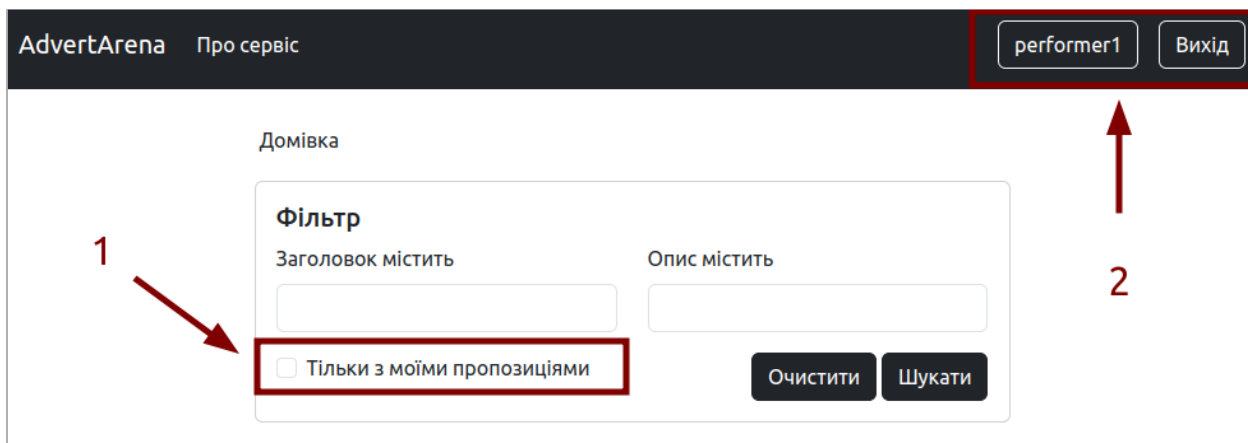 AdvertArena Про сервіс performer1 Вихід
Домівка
Фільтр
Заголовок містить Опис містить
1
2
Тільки з моїми пропозиціями Очистити Шукати